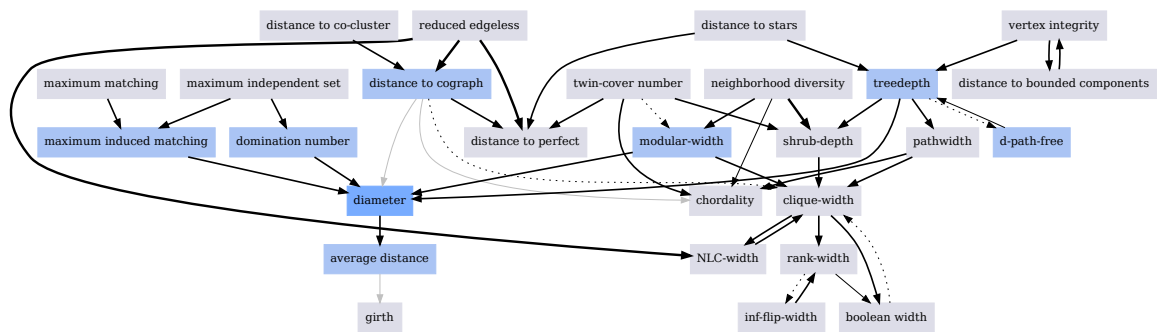 distance to co-cluster
reduced edgeless
distance to stars
vertex integrity
maximum matching
maximum independent set
distance to cograph
twin-cover number
neighborhood diversity
treedepth
distance to bounded components
maximum induced matching
domination number
distance to perfect
modular-width
shrub-depth
pathwidth
d-path-free
diameter
chordality
clique-width
average distance
NLC-width
rank-width
girth
inf-flip-width
boolean width